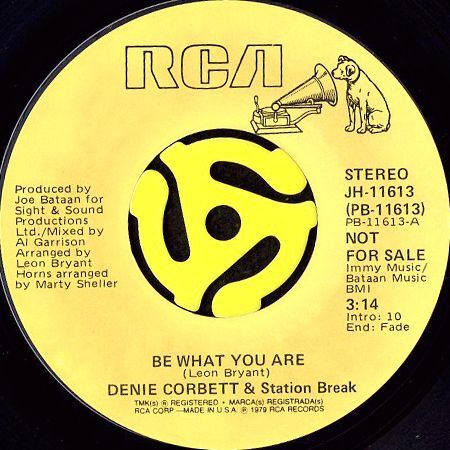 RCA
STEREO
JH-11613
(PB-11613)
PB-11613-A
NOT
FOR SALE
Immy Music/
Bataan Music
BMI
3:14
Intro: 10
End: Fade
Produced by
Joe Bataan for
Sight & Sound
Productions
Ltd./Mixed by
Al Garrison
Arranged by
Leon Bryant
Horns arranged
by Marty Sheller
BE WHAT YOU ARE
(Leon Bryant)
DENIE CORBETT & Station Break
TMK(s) ® REGISTERED • MARCA(s) REGISTRADA(s)
RCA CORP —MADE IN U.S.A. ℗ 1979 RCA RECORDS